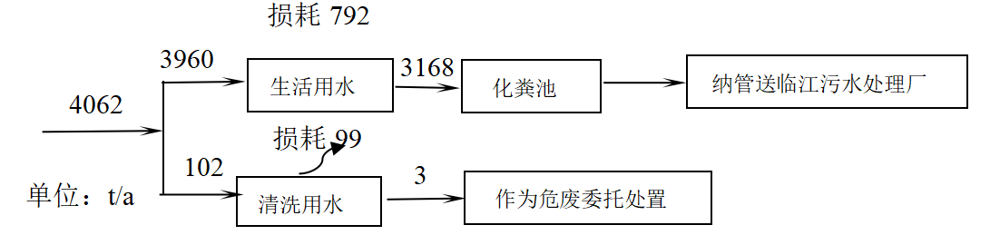 损耗 792
3960
生活用水
3168
化粪池
纳管送临江污水处理厂
4062
损耗 99
102
清洗用水
3
作为危废委托处置
单位：t/a